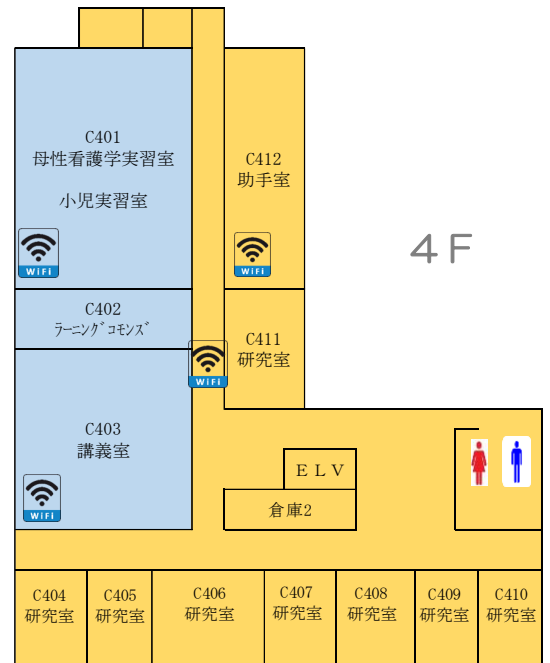 C401
母性看護学実習室
小児実習室
WiFi
C412
助手室
WiFi
4F
C402
ラーニングコモンズ
C411
研究室
WiFi
C403
講義室
WiFi
ELV
倉庫2
C404
研究室
C405
研究室
C406
研究室
C407
研究室
C408
研究室
C409
研究室
C410
研究室